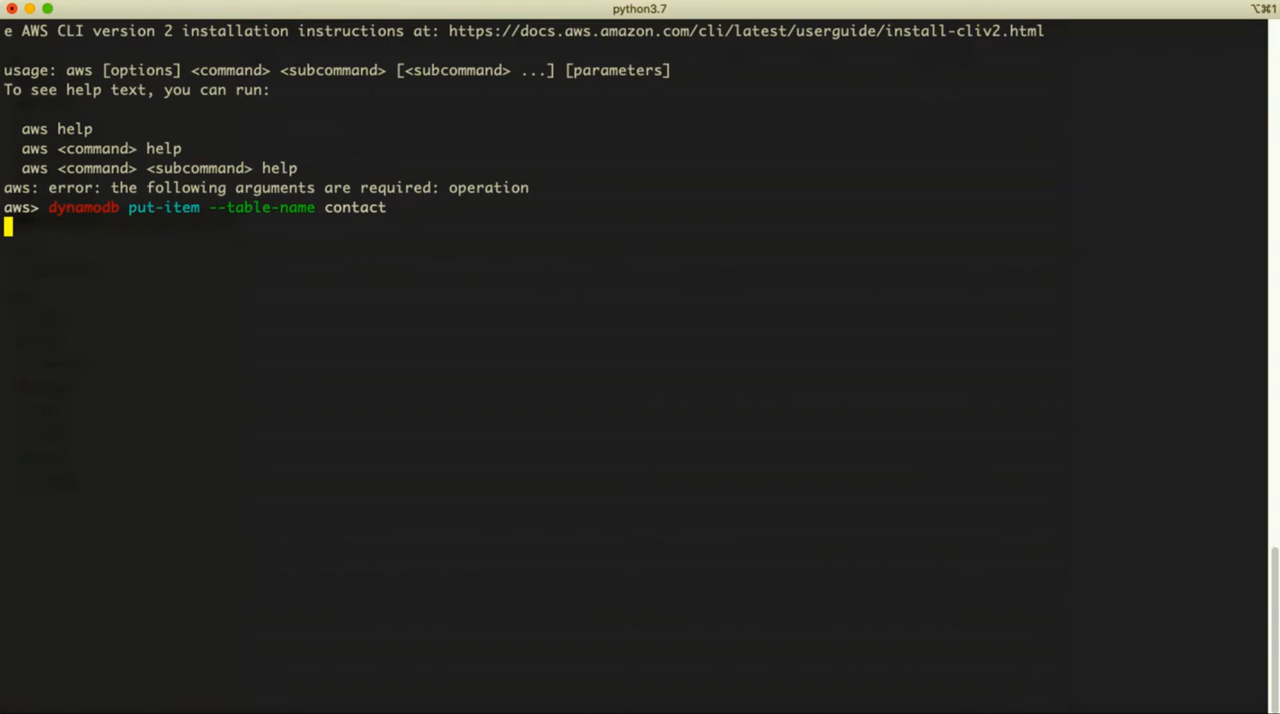 python3.7
⌥⌘1
e AWS CLI version 2 installation instructions at: https://docs.aws.amazon.com/cli/latest/userguide/install-cliv2.html
usage: aws [options] <command> <subcommand> [<subcommand> ...] [parameters]
To see help text, you can run:
aws help
aws <command> help
aws <command> <subcommand> help
aws: error: the following arguments are required: operation
aws> dynamodb put-item --table-name contact